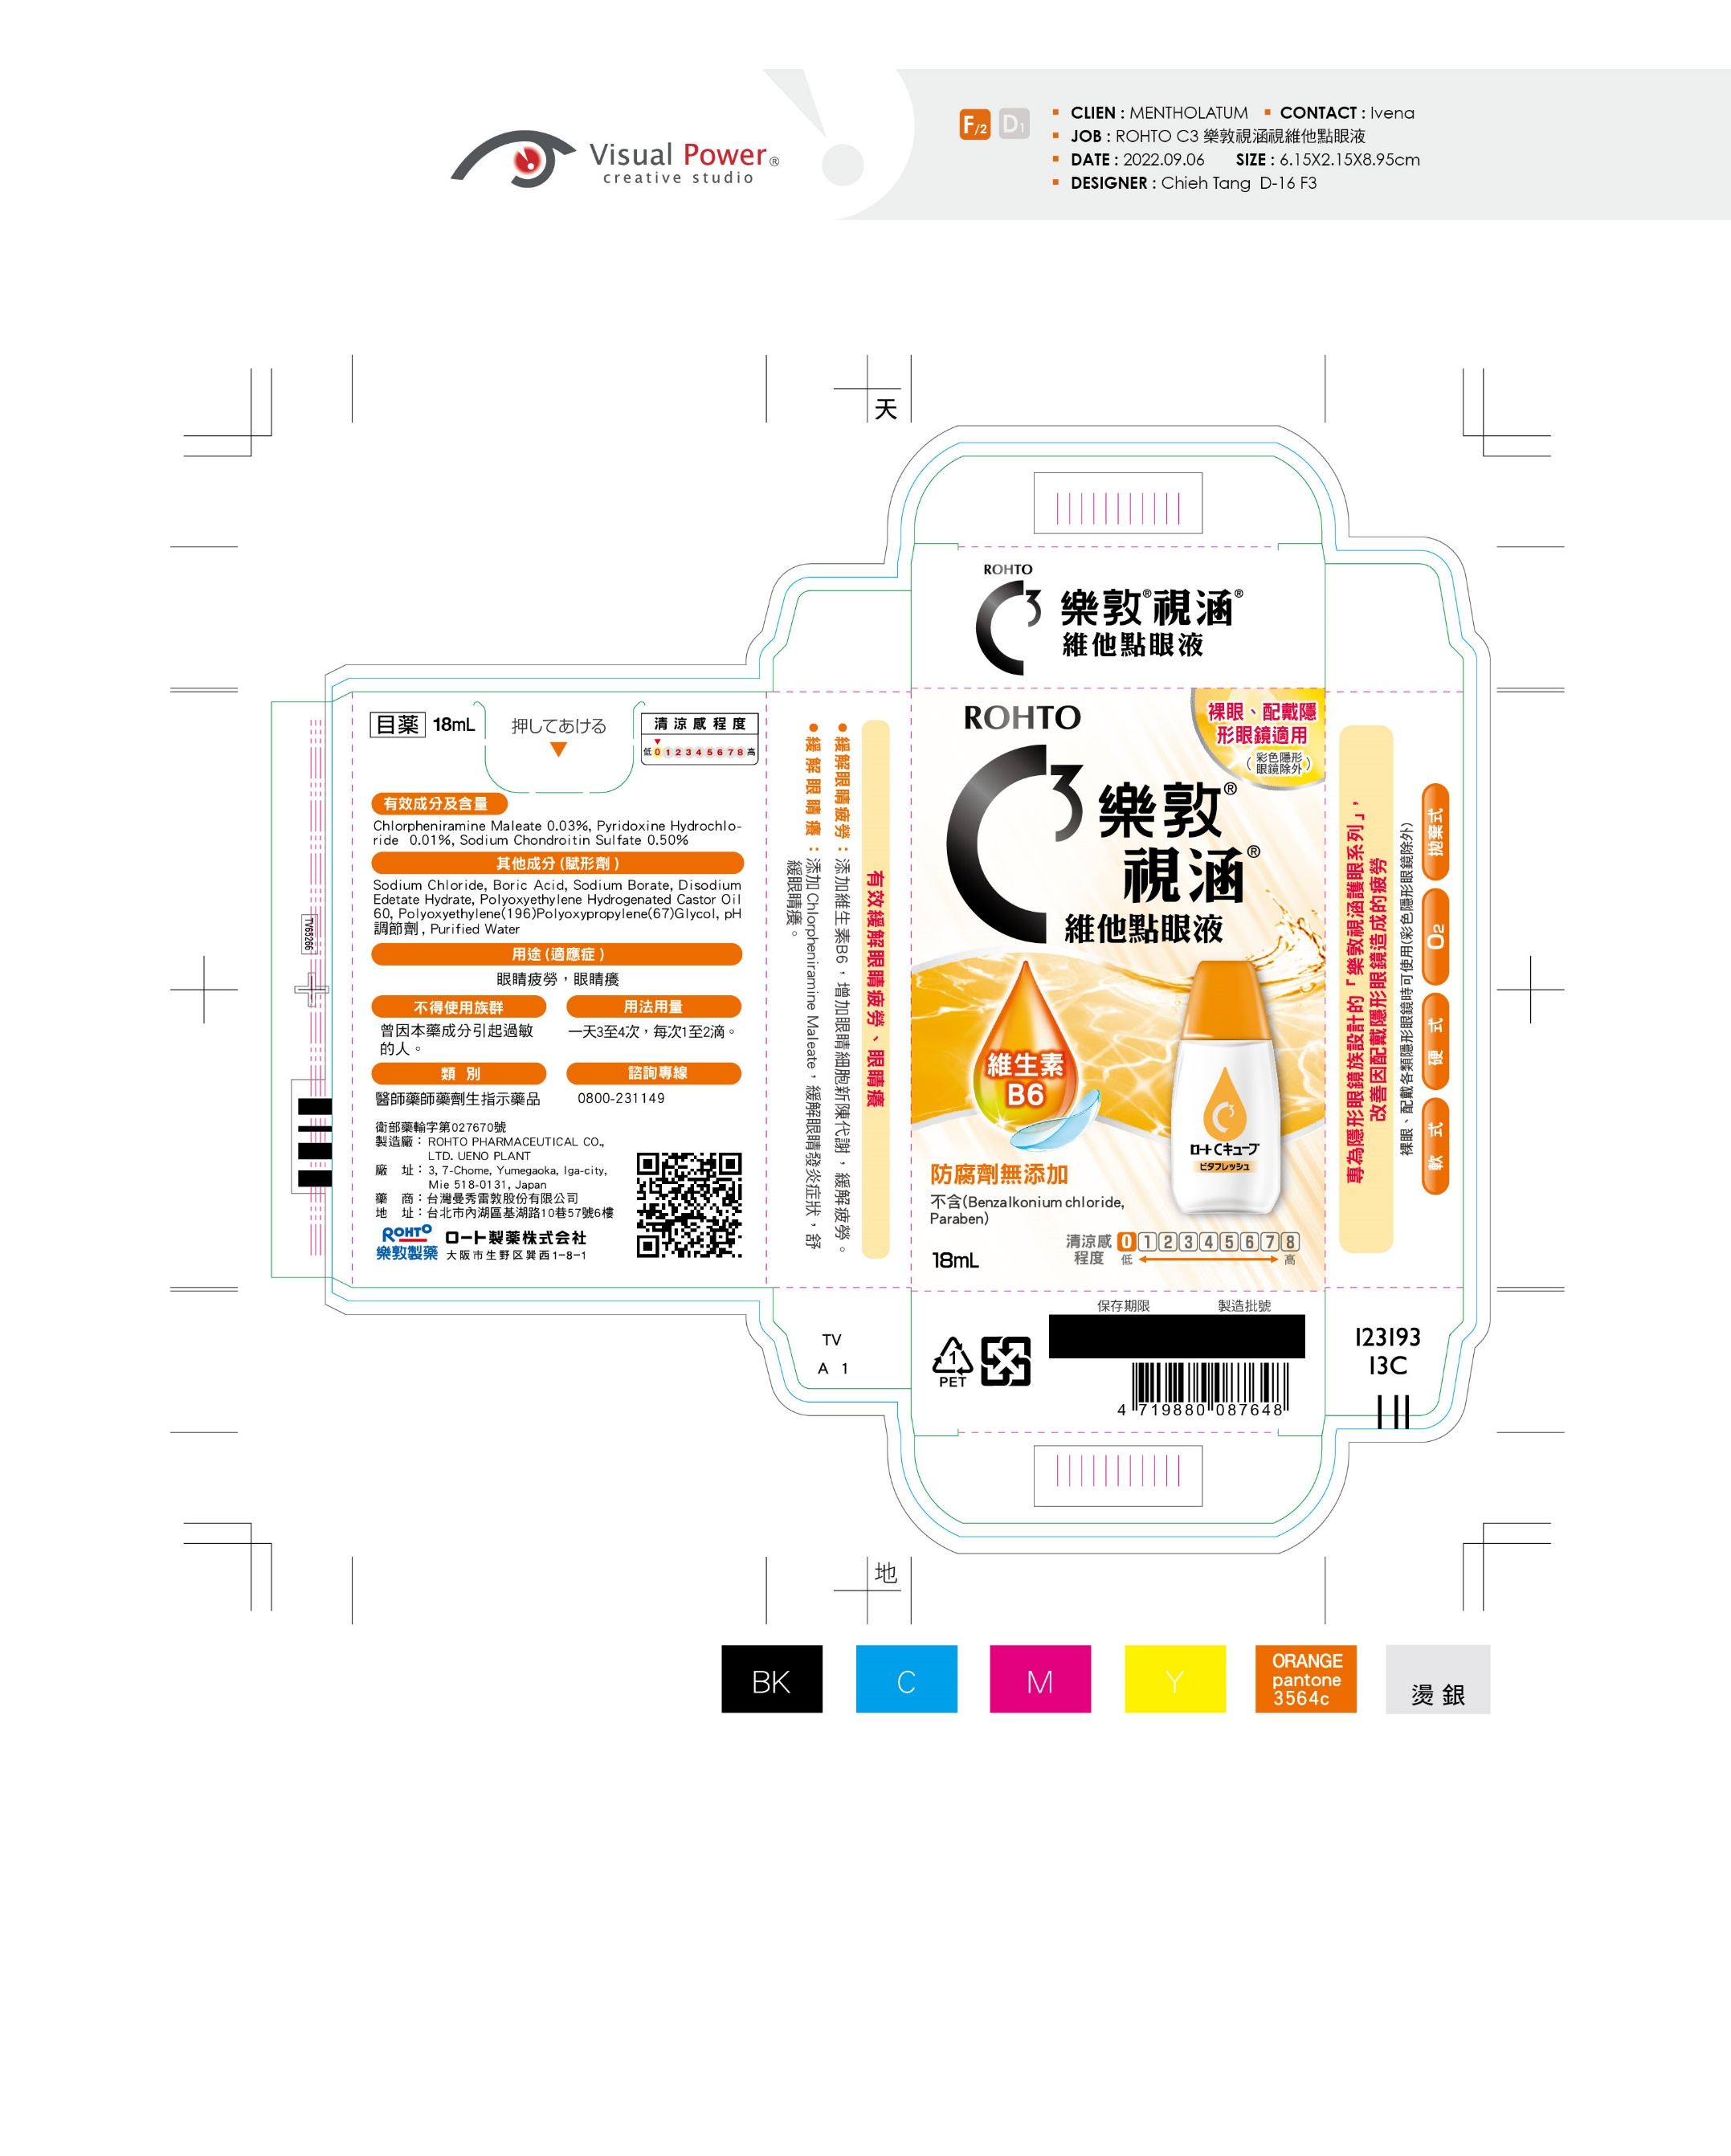 Visual Power®
creative studio
F/2 D1
CLIEN : MENTHOLATUM CONTACT : Ivena
JOB : ROHTO C3 樂敦視涵視維他點眼液
DATE : 2022.09.06 SIZE : 6.15X2.15X8.95cm
DESIGNER : Chieh Tang D-16 F3
天
ROHTO
C3 樂敦®視涵®
維他點眼液
目薬 18mL
押してあける
清涼感程度
低 0 1 2 3 4 5 6 7 8 高
有效成分及含量
Chlorpheniramine Maleate 0.03%, Pyridoxine Hydrochlo-
ride 0.01%, Sodium Chondroitin Sulfate 0.50%
其他成分(賦形劑)
Sodium Chloride, Boric Acid, Sodium Borate, Disodium
Edetate Hydrate, Polyoxyethylene Hydrogenated Castor Oil
60, Polyoxyethylene(196)Polyoxypropylene(67)Glycol, pH
調節劑, Purified Water
用途(適應症)
眼睛疲勞，眼睛癢
不得使用族群
曾因本藥成分引起過敏
的人。
用法用量
一天3至4次，每次1至2滴。
類 別
醫師藥師藥劑生指示藥品
諮詢專線
0800-231149
衛部藥輸字第027670號
製造廠：ROHTO PHARMACEUTICAL CO.,
LTD. UENO PLANT
廠 址：3, 7-Chome, Yumegaoka, Iga-city,
Mie 518-0131, Japan
藥 商：台灣曼秀雷敦股份有限公司
地 址：台北市內湖區基湖路10巷57號6樓
ROHTO
樂敦製藥
ロート製薬株式会社
大阪市生野区巽西1-8-1
TV65266
有效緩解眼睛疲勞、眼睛癢
●緩解眼睛疲勞：添加維生素B6，增加眼睛細胞新陳代謝，緩解疲勞。
●緩解眼睛癢：添加Chlorpheniramine Maleate，緩解眼睛發炎症狀，舒
緩眼睛癢。
ROHTO
C3 樂敦®
視涵®
維他點眼液
裸眼、配戴隱
形眼鏡適用
(彩色隱形
眼鏡除外)
維生素
B6
C3
ロートCキューブ
ビタフレッシュ
防腐劑無添加
不含(Benzalkonium chloride,
Paraben)
18mL
清涼感
程度
0 1 2 3 4 5 6 7 8
低 高
專為隱形眼鏡族設計的「樂敦視涵護眼系列」，
改善因配戴隱形眼鏡造成的疲勞
裸眼、配戴各類隱形眼鏡時可使用(彩色隱形眼鏡除外)
軟 式
硬 式
O2
拋棄式
TV
A 1
保存期限 製造批號
1
PET
4 719880 087648
123193
13C
地
BK
C
M
Y
ORANGE
pantone
3564c
燙銀